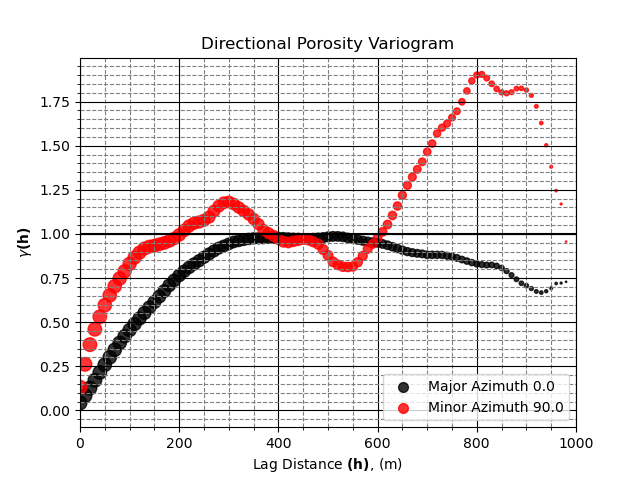 Directional Porosity Variogram
γ(h)
1.75
1.50
1.25
1.00
0.75
0.50
0.25
0.00
Major Azimuth 0.0
Minor Azimuth 90.0
0 200 400 600 800 1000
Lag Distance (h), (m)